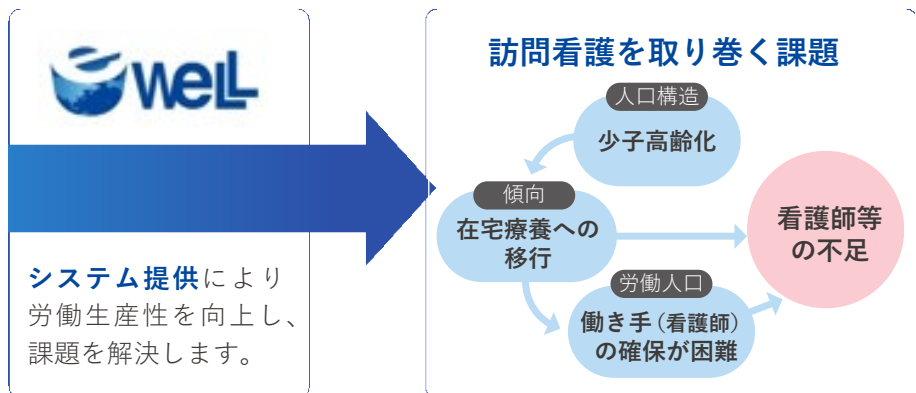 eWeLL
システム提供により
労働生産性を向上し、
課題を解決します。
訪問看護を取り巻く課題
人口構造
少子高齢化
傾向
在宅療養への
移行
労働人口
働き手（看護師）
の確保が困難
看護師等
の不足